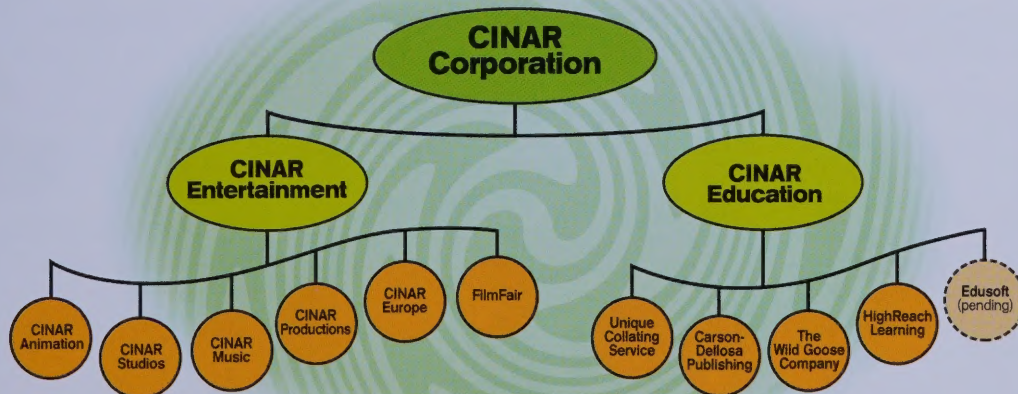 CINAR
Corporation
CINAR
Entertainment
CINAR
Education
CINAR
Animation
CINAR
Studios
CINAR
Music
CINAR
Productions
CINAR
Europe
FilmFair
Unique
Collating
Service
Carson-
Dellosa
Publishing
The
Wild Goose
Company
HighReach
Learning
Edusoft
(pending)